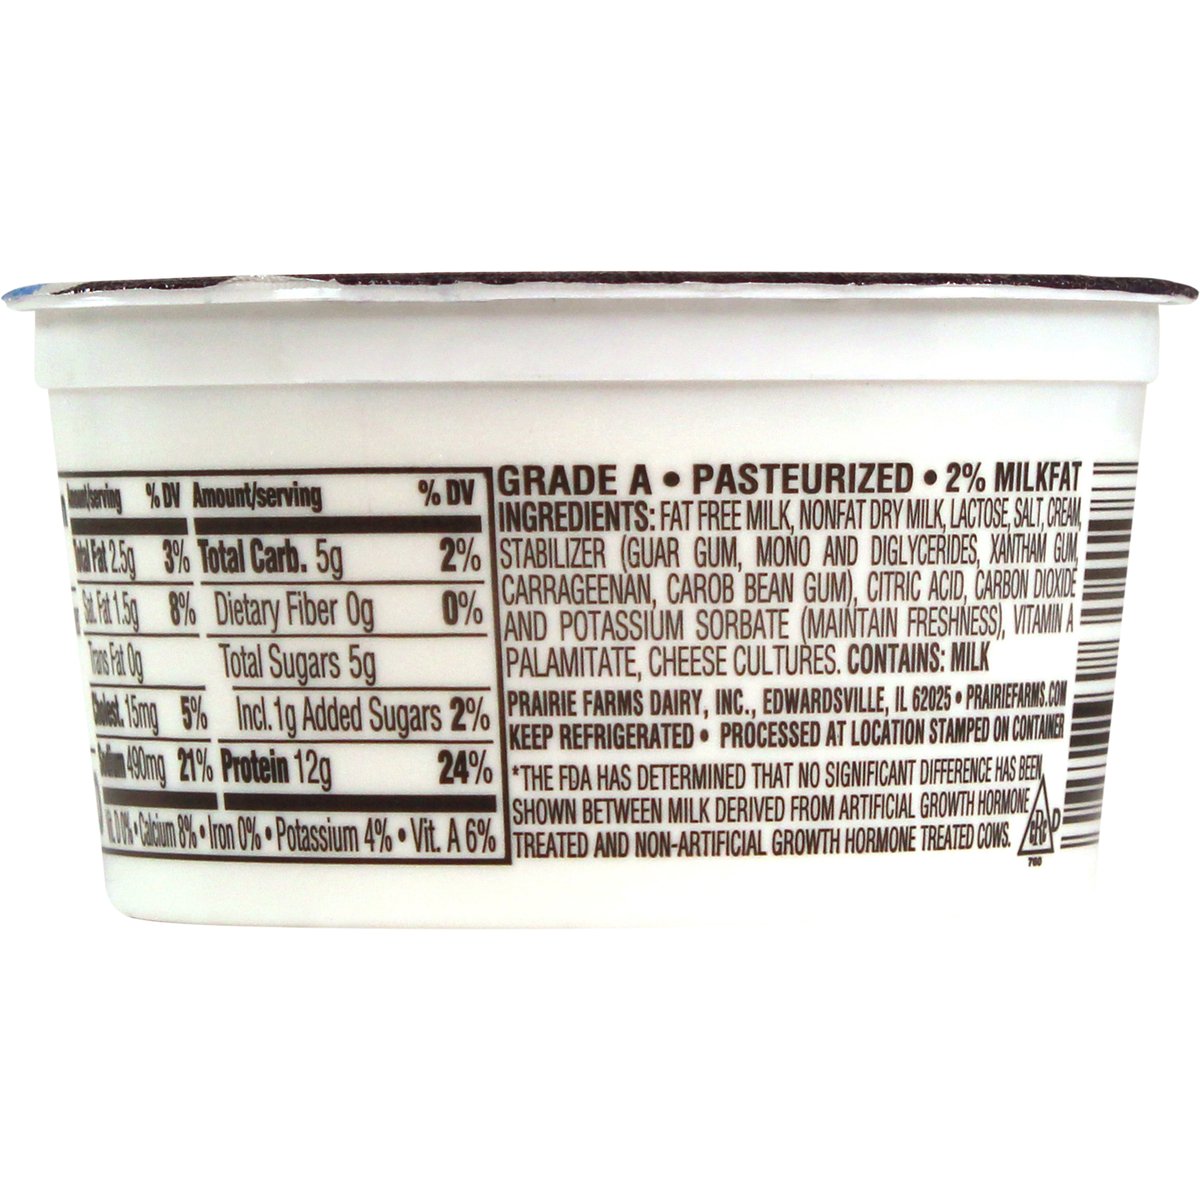 Amount/serving % DV Amount/serving % DV
Total Fat 2.5g 3% Total Carb. 5g 2%
Sat. Fat 1.5g 8% Dietary Fiber 0g 0%
Trans Fat 0g Total Sugars 5g
Cholest. 15mg 5% Incl. 1g Added Sugars 2%
Sodium 490mg 21% Protein 12g 24%
Vit. D 0% • Calcium 8% • Iron 0% • Potassium 4% • Vit. A 6%
GRADE A • PASTEURIZED • 2% MILKFAT
INGREDIENTS: FAT FREE MILK, NONFAT DRY MILK, LACTOSE, SALT, CREAM,
STABILIZER (GUAR GUM, MONO AND DIGLYCERIDES, XANTHAM GUM,
CARRAGEENAN, CAROB BEAN GUM), CITRIC ACID, CARBON DIOXIDE
AND POTASSIUM SORBATE (MAINTAIN FRESHNESS), VITAMIN A
PALAMITATE, CHEESE CULTURES. CONTAINS: MILK
PRAIRIE FARMS DAIRY, INC., EDWARDSVILLE, IL 62025 • PRAIRIEFARMS.COM
KEEP REFRIGERATED • PROCESSED AT LOCATION STAMPED ON CONTAINER
*THE FDA HAS DETERMINED THAT NO SIGNIFICANT DIFFERENCE HAS BEEN
SHOWN BETWEEN MILK DERIVED FROM ARTIFICIAL GROWTH HORMONE
TREATED AND NON-ARTIFICIAL GROWTH HORMONE TREATED COWS.
CRC D
760